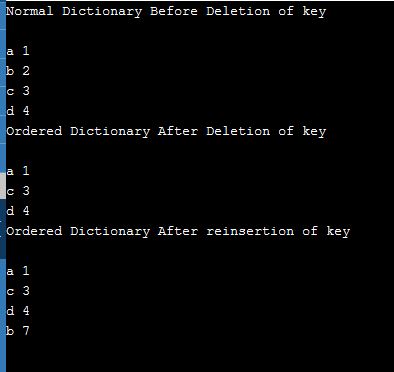 Normal Dictionary Before Deletion of key
a 1
b 2
c 3
d 4
Ordered Dictionary After Deletion of key
a 1
c 3
d 4
Ordered Dictionary After reinsertion of key
a 1
c 3
d 4
b 7